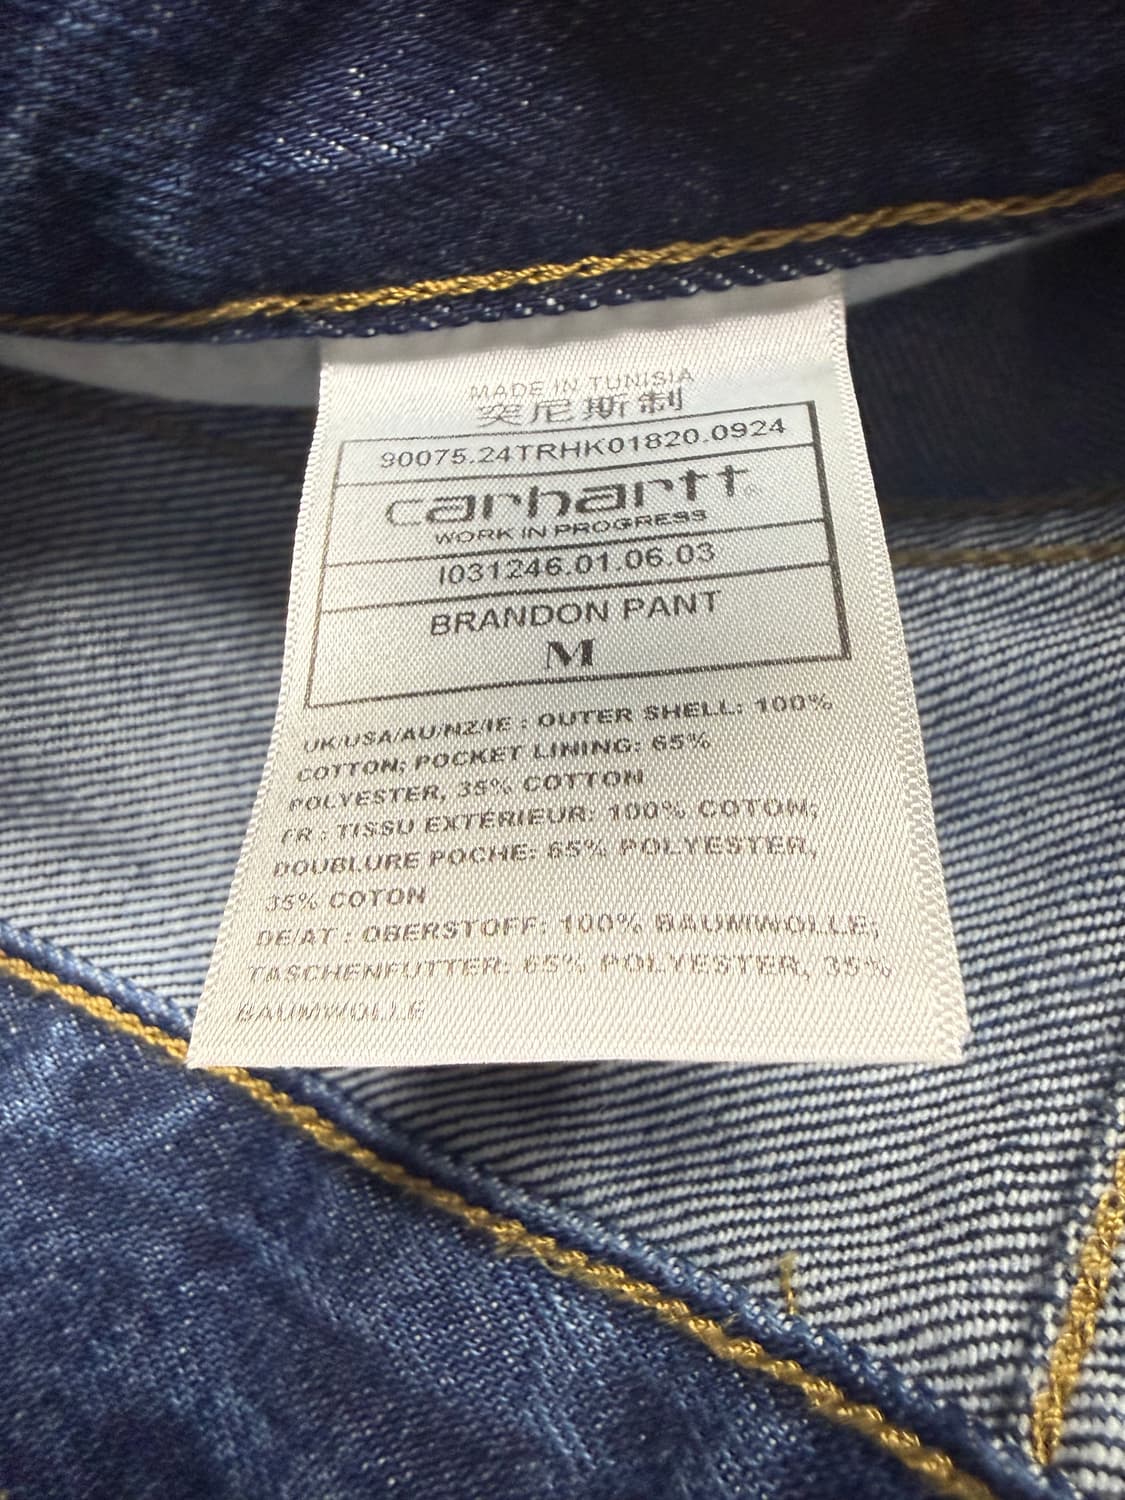 MADE IN TUNISIA
突尼斯制
90075.24TRHK01820.0924
carhartt
WORK IN PROGRESS
I031246.01.06.03
BRANDON PANT
M
UK/USA/AU/NZ/IE : OUTER SHELL: 100%
COTTON; POCKET LINING: 65%
POLYESTER, 35% COTTON
FR : TISSU EXTÉRIEUR: 100% COTON;
DOUBLURE POCHE: 65% POLYESTER,
35% COTON
DE/AT : OBERSTOFF: 100% BAUMWOLLE;
TASCHENFUTTER: 65% POLYESTER, 35%
BAUMWOLLE